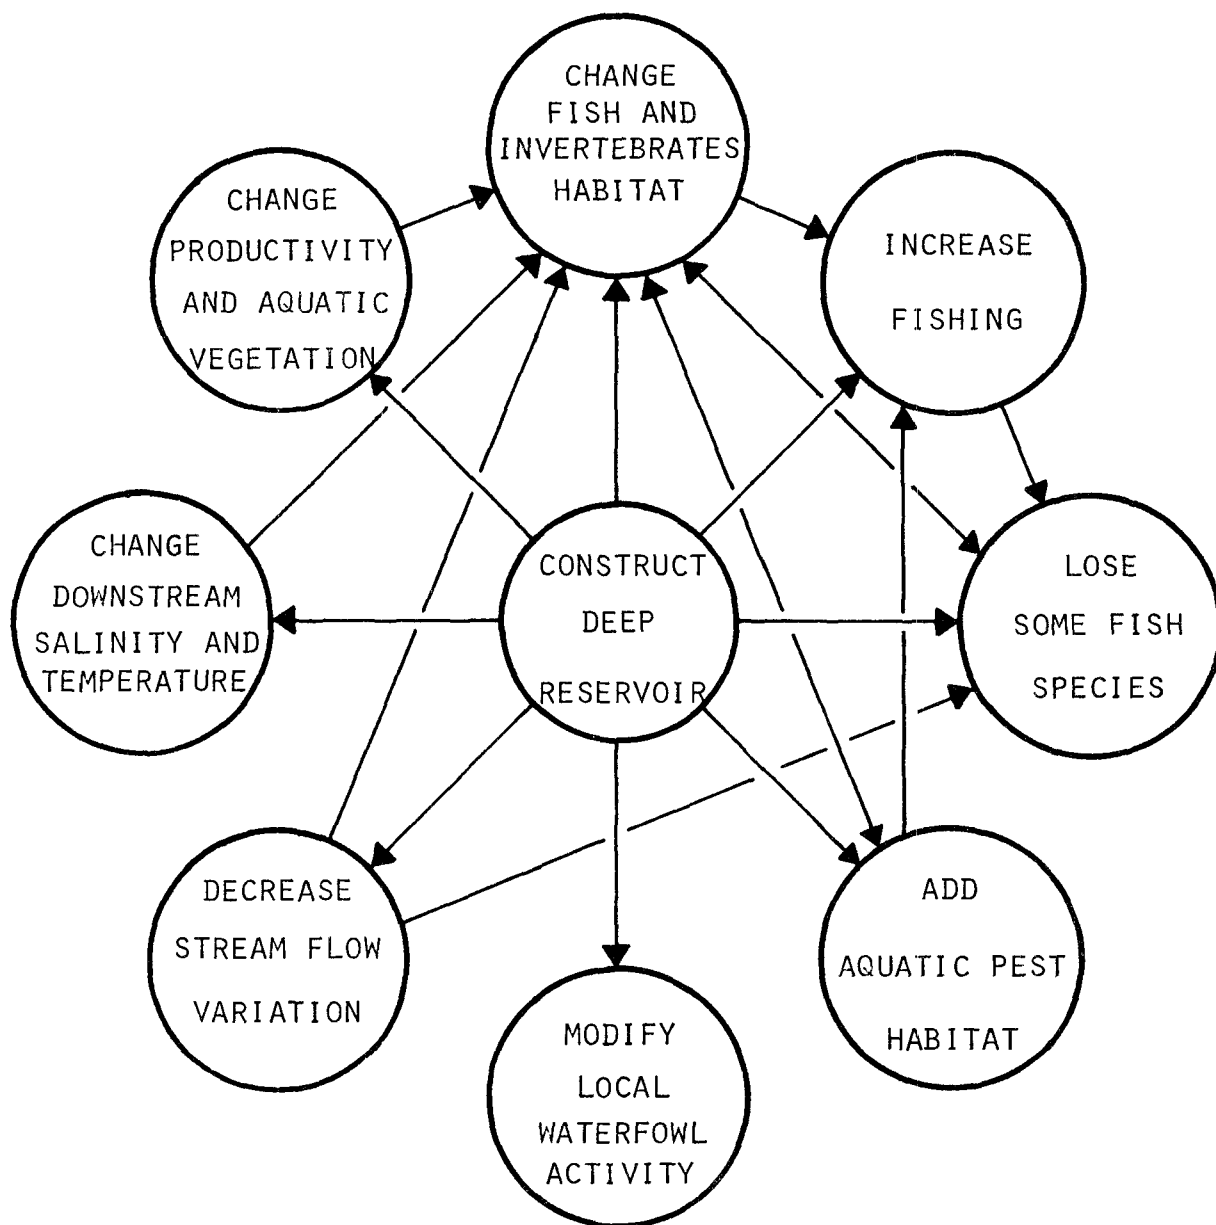 CHANGE
FISH AND
INVERTEBRATES
HABITAT
CHANGE
PRODUCTIVITY
AND AQUATIC
VEGETATION
INCREASE
FISHING
CHANGE
DOWNSTREAM
SALINITY AND
TEMPERATURE
CONSTRUCT
DEEP
RESERVOIR
LOSE
SOME FISH
SPECIES
DECREASE
STREAM FLOW
VARIATION
MODIFY
LOCAL
WATERFOWL
ACTIVITY
ADD
AQUATIC PEST
HABITAT